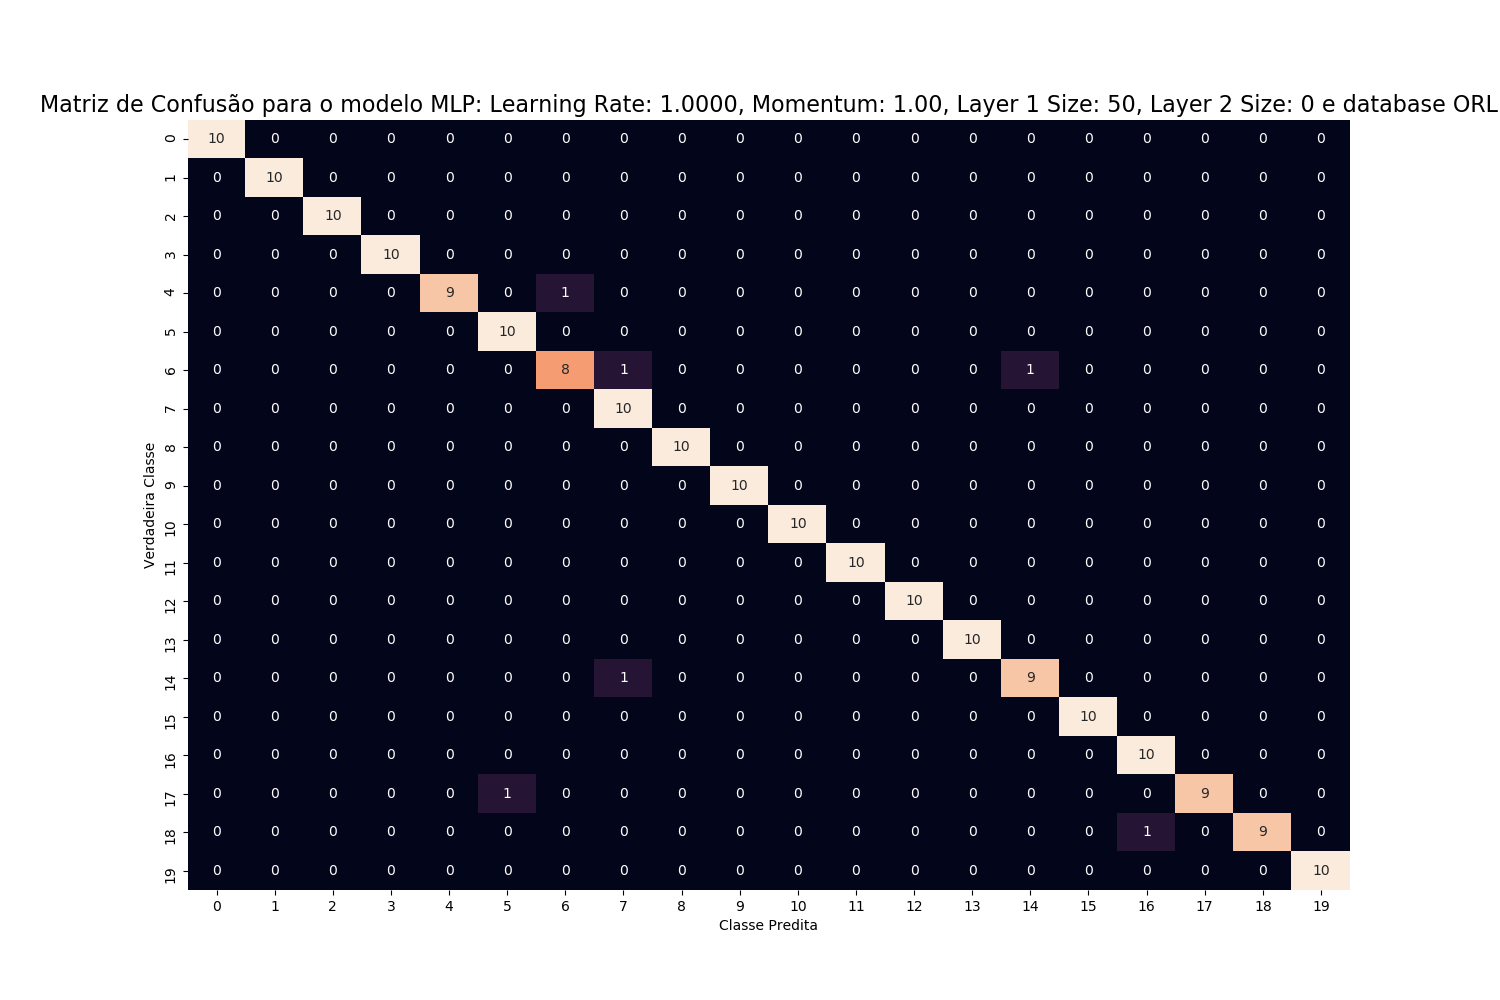 Matriz de Confusão para o modelo MLP: Learning Rate: 1.0000, Momentum: 1.00, Layer 1 Size: 50, Layer 2 Size: 0 e database ORL
0 10 0 0 0 0 0 0 0 0 0 0 0 0 0 0 0 0 0 0 0
1 0 10 0 0 0 0 0 0 0 0 0 0 0 0 0 0 0 0 0 0
2 0 0 10 0 0 0 0 0 0 0 0 0 0 0 0 0 0 0 0 0
3 0 0 0 10 0 0 0 0 0 0 0 0 0 0 0 0 0 0 0 0
4 0 0 0 0 9 0 1 0 0 0 0 0 0 0 0 0 0 0 0 0
5 0 0 0 0 0 10 0 0 0 0 0 0 0 0 0 0 0 0 0 0
6 0 0 0 0 0 0 8 1 0 0 0 0 0 0 1 0 0 0 0 0
7 0 0 0 0 0 0 0 10 0 0 0 0 0 0 0 0 0 0 0 0
8 0 0 0 0 0 0 0 0 10 0 0 0 0 0 0 0 0 0 0 0
9 0 0 0 0 0 0 0 0 0 10 0 0 0 0 0 0 0 0 0 0
10 0 0 0 0 0 0 0 0 0 0 10 0 0 0 0 0 0 0 0 0
11 0 0 0 0 0 0 0 0 0 0 0 10 0 0 0 0 0 0 0 0
12 0 0 0 0 0 0 0 0 0 0 0 0 10 0 0 0 0 0 0 0
13 0 0 0 0 0 0 0 0 0 0 0 0 0 10 0 0 0 0 0 0
14 0 0 0 0 0 0 0 1 0 0 0 0 0 0 9 0 0 0 0 0
15 0 0 0 0 0 0 0 0 0 0 0 0 0 0 0 10 0 0 0 0
16 0 0 0 0 0 0 0 0 0 0 0 0 0 0 0 0 10 0 0 0
17 0 0 0 0 0 1 0 0 0 0 0 0 0 0 0 0 0 9 0 0
18 0 0 0 0 0 0 0 0 0 0 0 0 0 0 0 0 1 0 9 0
19 0 0 0 0 0 0 0 0 0 0 0 0 0 0 0 0 0 0 0 10
Verdadeira Classe
0 1 2 3 4 5 6 7 8 9 10 11 12 13 14 15 16 17 18 19
Classe Predita